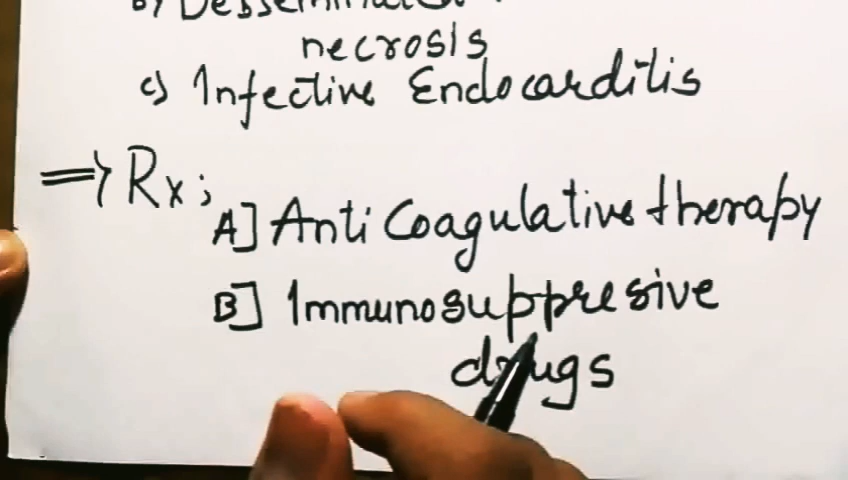 necrosis
c) Infective Endocarditis
⇒ Rx;
A] Anti Coagulative therapy
B] Immunosuppresive
drugs